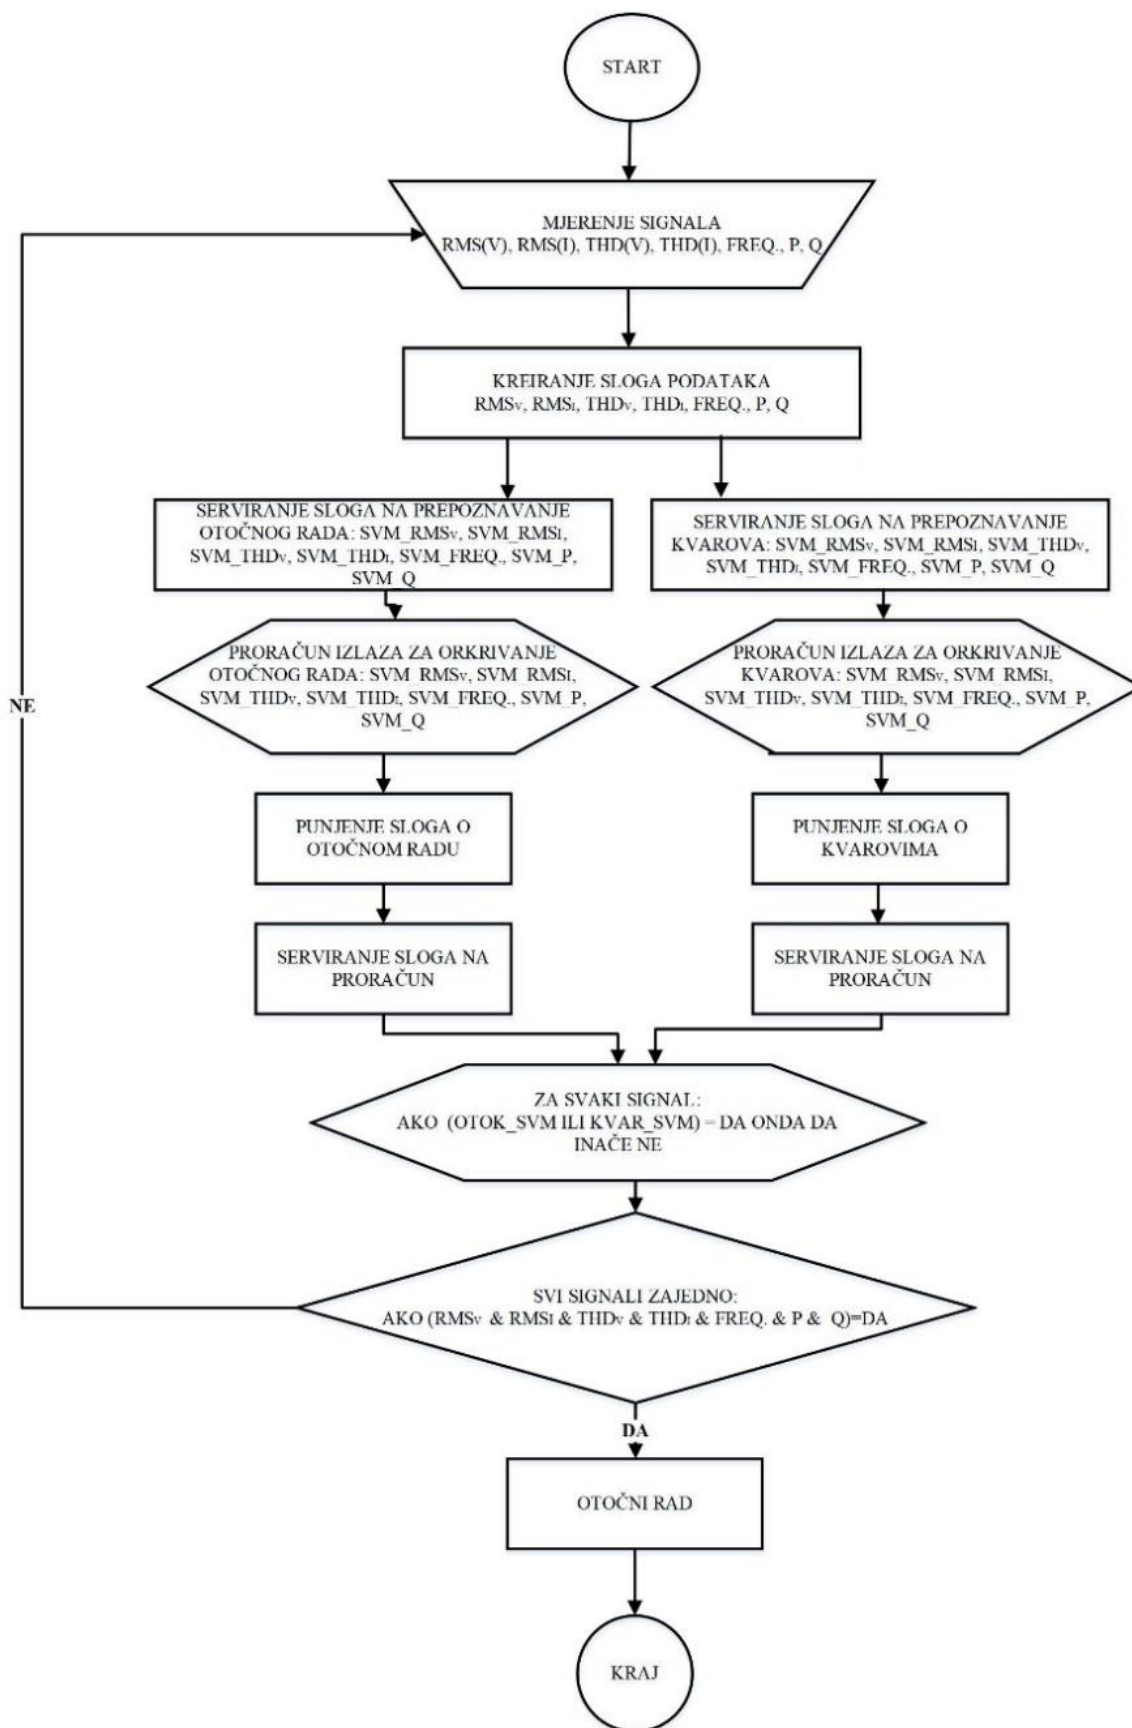 START
MJERENJE SIGNALA
RMS(V), RMS(I), THD(V), THD(I), FREQ., P, Q
KREIRANJE SLOGA PODATAKA
RMSV, RMSI, THDV, THDI, FREQ., P, Q
SERVIRANJE SLOGA NA PREPOZNAVANJE
OTOČNOG RADA: SVM_RMSV, SVM_RMSI,
SVM_THDV, SVM_THDI, SVM_FREQ., SVM_P,
SVM_Q
SERVIRANJE SLOGA NA PREPOZNAVANJE
KVAROVA: SVM_RMSV, SVM_RMSI, SVM_THDV,
SVM_THDI, SVM_FREQ., SVM_P, SVM_Q
PRORAČUN IZLAZA ZA ORKRIVANJE
OTOČNOG RADA: SVM_RMSV, SVM_RMSI,
SVM_THDV, SVM_THDI, SVM_FREQ., SVM_P,
SVM_Q
PRORAČUN IZLAZA ZA ORKRIVANJE
KVAROVA: SVM_RMSV, SVM_RMSI,
SVM_THDV, SVM_THDI, SVM_FREQ., SVM_P,
SVM_Q
NE
PUNJENJE SLOGA O
OTOČNOM RADU
PUNJENJE SLOGA O
KVAROVIMA
SERVIRANJE SLOGA NA
PRORAČUN
SERVIRANJE SLOGA NA
PRORAČUN
ZA SVAKI SIGNAL:
AKO (OTOK_SVM ILI KVAR_SVM) = DA ONDA DA
INAČE NE
SVI SIGNALI ZAJEDNO:
AKO (RMSV & RMSI & THDV & THDI & FREQ. & P & Q)=DA
DA
OTOČNI RAD
KRAJ